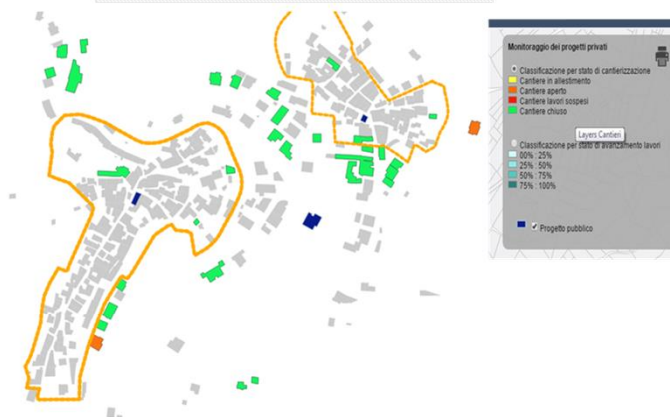 Monitoraggio dei progetti privati
Classificazione per stato di cantierizzazione
Cantiere in allestimento
Cantiere aperto
Cantiere lavori sospesi
Cantiere chiuso
Layers Cantieri
Classificazione per stato di avanzamento lavori
00% : 25%
25% : 50%
50% : 75%
75% : 100%
Progetto pubblico